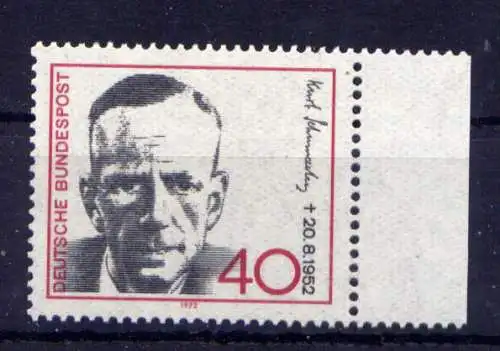 DEUTSCHE BUNDESPOST
Kurt Schumacher
† 20.8.1952
40
1972